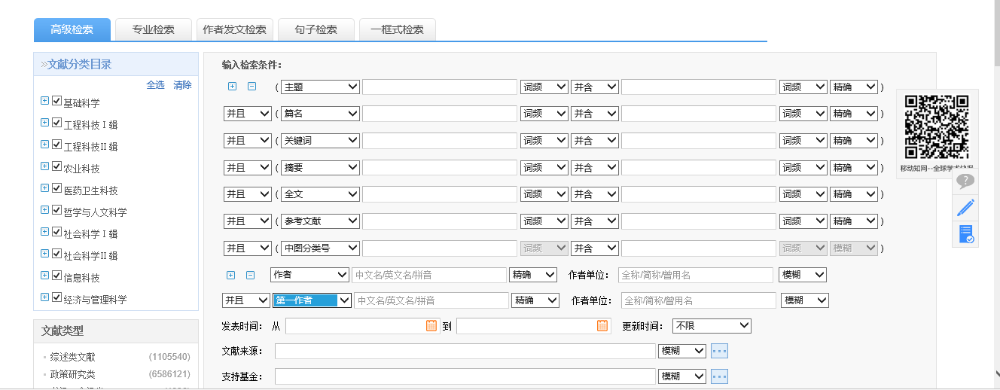 高级检索 专业检索 作者发文检索 句子检索 一框式检索
»文献分类目录
全选 清除
基础科学
工程科技Ⅰ辑
工程科技II辑
农业科技
医药卫生科技
哲学与人文科学
社会科学Ⅰ辑
社会科学II辑
信息科技
经济与管理科学
文献类型
综述类文献 (1105540)
政策研究类 (6586121)
输入检索条件：
( 主题 词频 并含 词频 精确 )
并且 ( 篇名 词频 并含 词频 精确 )
并且 ( 关键词 词频 并含 词频 精确 )
并且 ( 摘要 词频 并含 词频 精确 )
并且 ( 全文 词频 并含 词频 精确 )
并且 ( 参考文献 词频 并含 词频 精确 )
并且 ( 中图分类号 词频 并含 词频 模糊 )
作者 中文名/英文名/拼音 精确 作者单位： 全称/简称/曾用名 模糊
并且 第一作者 中文名/英文名/拼音 精确 作者单位： 全称/简称/曾用名 模糊
发表时间： 从 到 更新时间： 不限
文献来源： 模糊 ...
支持基金： 模糊 ...
移动知网--全球学术快报
?